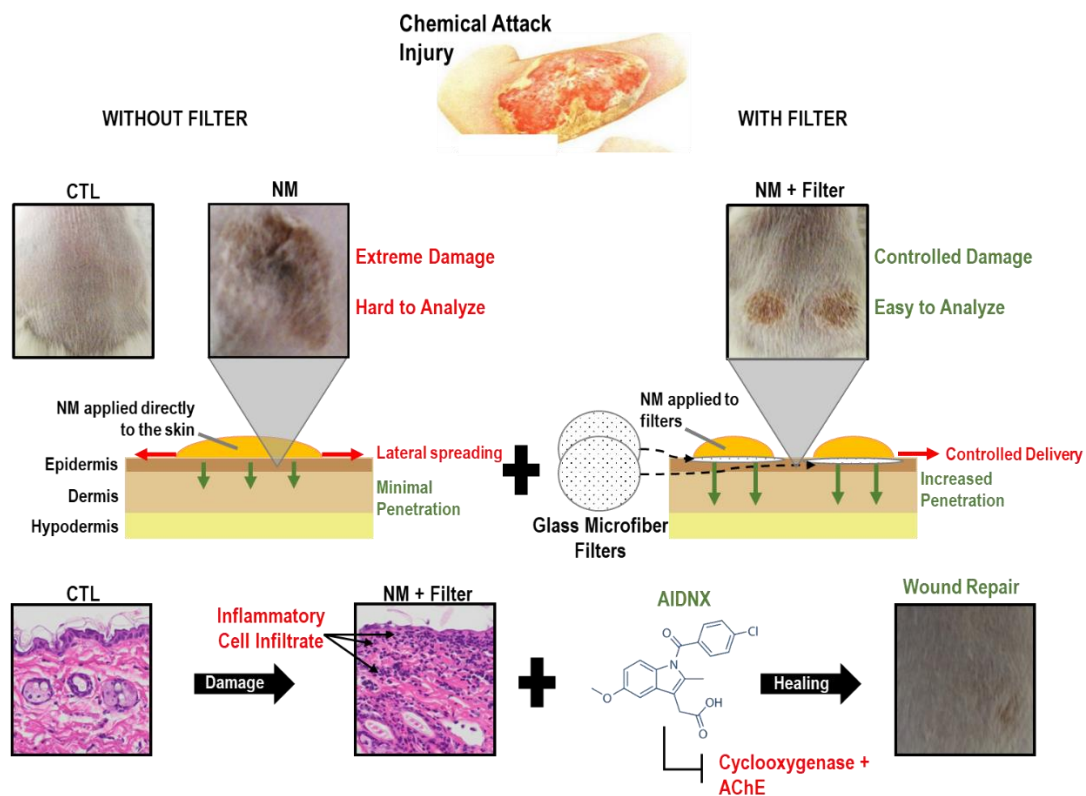 Chemical Attack
Injury
WITHOUT FILTER
WITH FILTER
CTL
NM
NM + Filter
Extreme Damage
Hard to Analyze
Controlled Damage
Easy to Analyze
NM applied directly
to the skin
Lateral spreading
Epidermis
Dermis
Hypodermis
Minimal
Penetration
Glass Microfiber
Filters
NM applied to
filters
Controlled Delivery
Increased
Penetration
CTL
Damage
NM + Filter
Inflammatory
Cell Infiltrate
AIDNX
Cl
O
N
O
OH
O
Cyclooxygenase +
AChE
Healing
Wound Repair